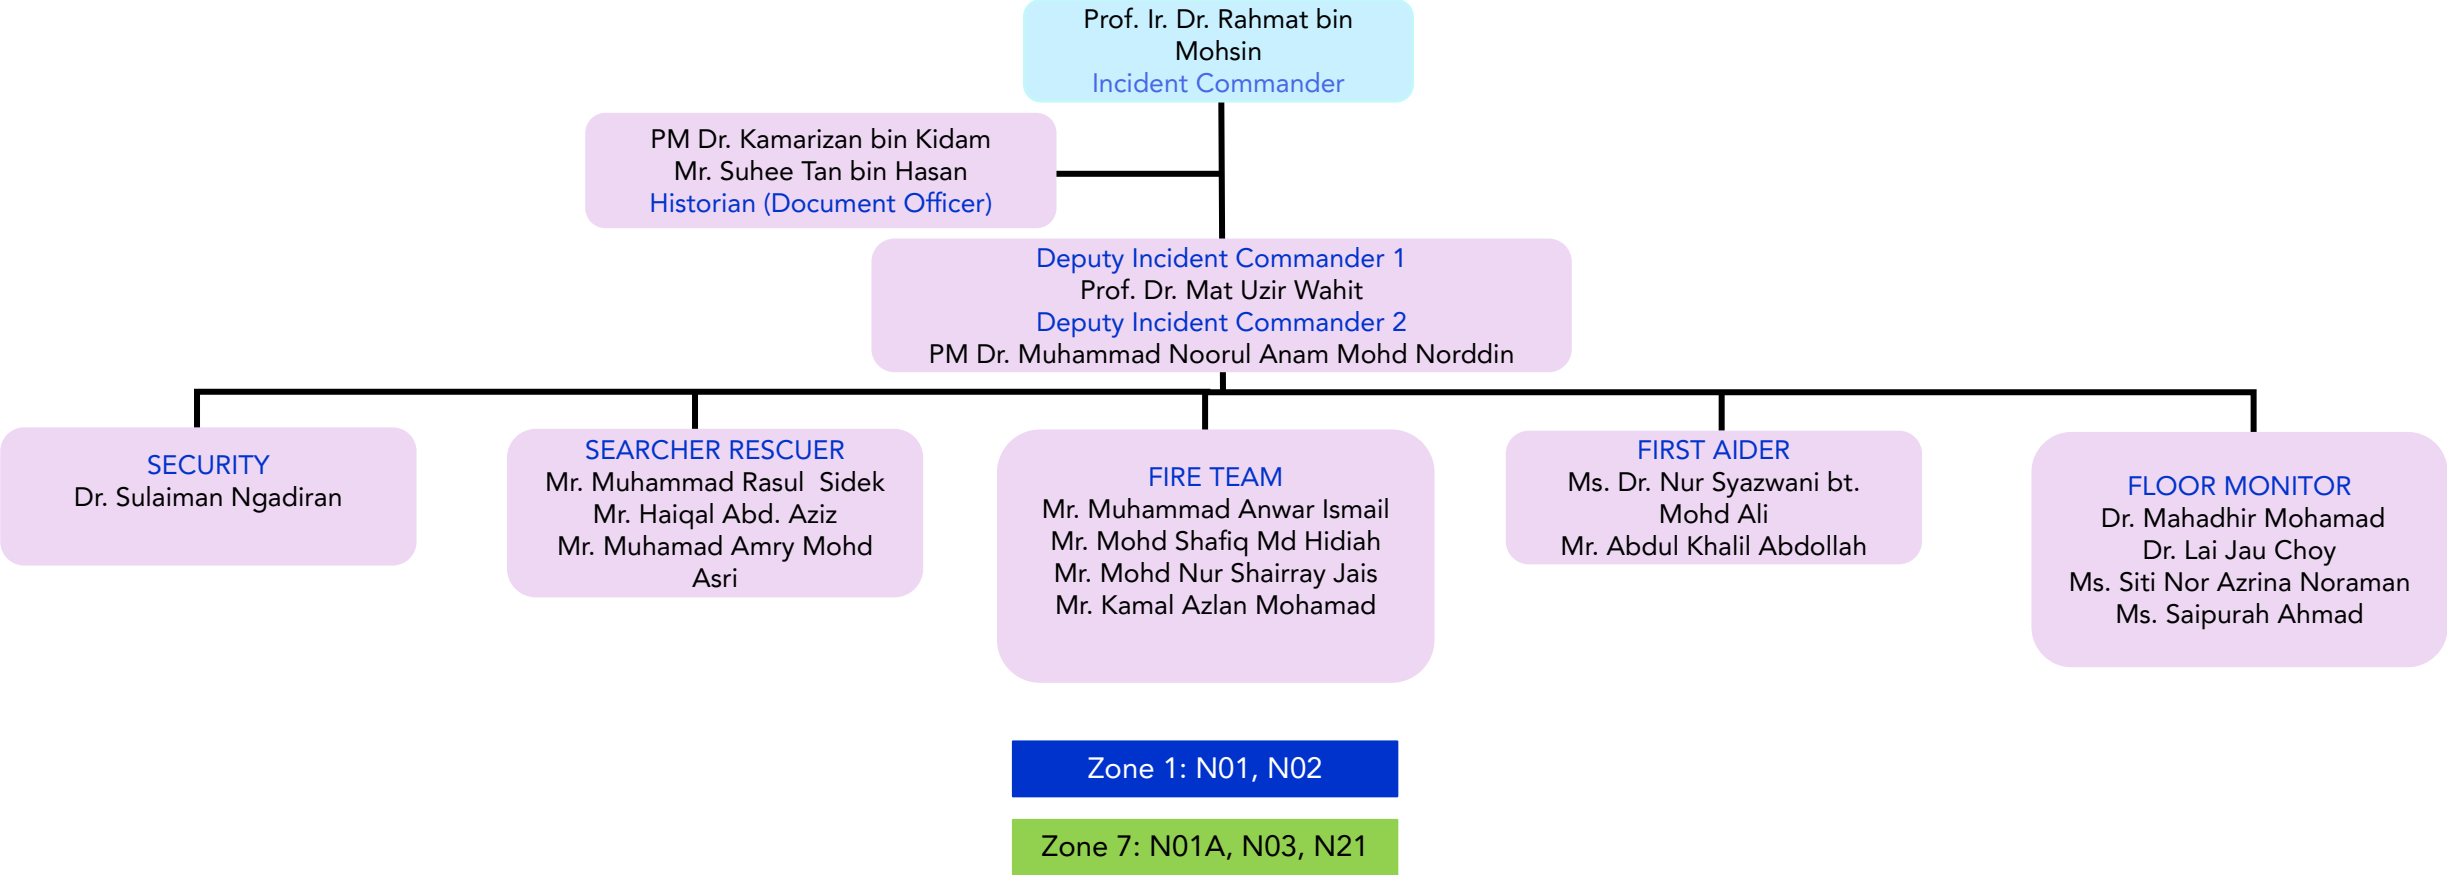 Prof. Ir. Dr. Rahmat bin
Mohsin
Incident Commander
PM Dr. Kamarizan bin Kidam
Mr. Suhee Tan bin Hasan
Historian (Document Officer)
Deputy Incident Commander 1
Prof. Dr. Mat Uzir Wahit
Deputy Incident Commander 2
PM Dr. Muhammad Noorul Anam Mohd Norddin
SECURITY
Dr. Sulaiman Ngadiran
SEARCHER RESCUER
Mr. Muhammad Rasul  Sidek
Mr. Haiqal Abd. Aziz
Mr. Muhamad Amry Mohd
Asri
FIRE TEAM
Mr. Muhammad Anwar Ismail
Mr. Mohd Shafiq Md Hidiah
Mr. Mohd Nur Shairray Jais
Mr. Kamal Azlan Mohamad
FIRST AIDER
Ms. Dr. Nur Syazwani bt.
Mohd Ali
Mr. Abdul Khalil Abdollah
FLOOR MONITOR
Dr. Mahadhir Mohamad
Dr. Lai Jau Choy
Ms. Siti Nor Azrina Noraman
Ms. Saipurah Ahmad
Zone 1: N01, N02
Zone 7: N01A, N03, N21